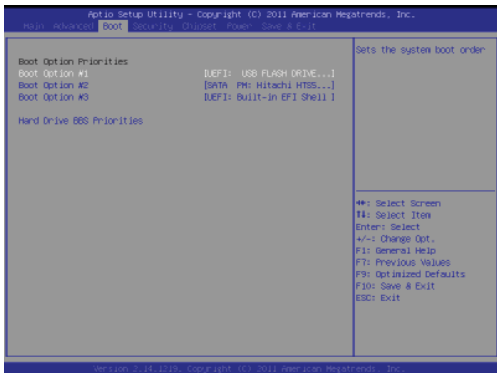 Aptio Setup Utility - Copyright (C) 2011 American Megatrends, Inc.
Main Advanced Boot Security Chipset Power Save & Exit
Boot Option Priorities
Boot Option #1 [UEFI: USB FLASH DRIVE...]
Boot Option #2 [SATA PM: Hitachi HTS5...]
Boot Option #3 [UEFI: Built-in EFI Shell ]
Hard Drive BBS Priorities
Sets the system boot order
↔: Select Screen
↑↓: Select Item
Enter: Select
+/-: Change Opt.
F1: General Help
F7: Previous Values
F9: Optimized Defaults
F10: Save & Exit
ESC: Exit
Version 2.14.1219. Copyright (C) 2011 American Megatrends, Inc.